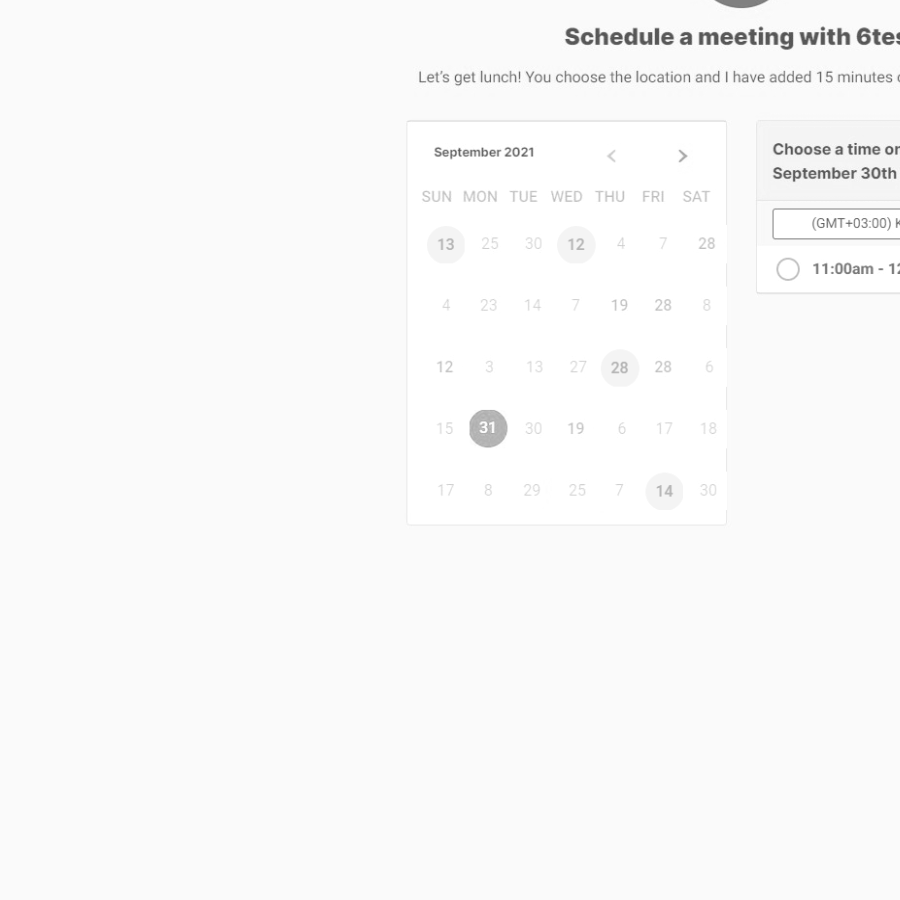 Schedule a meeting with 6tes
Let's get lunch! You choose the location and I have added 15 minutes
September 2021
SUN MON TUE WED THU FRI SAT
13 25 30 12 4 7 28
4 23 14 7 19 28 8
12 3 13 27 28 28 6
15 31 30 19 6 17 18
17 8 29 25 7 14 30
Choose a time on
September 30th
(GMT+03:00) K
11:00am - 12